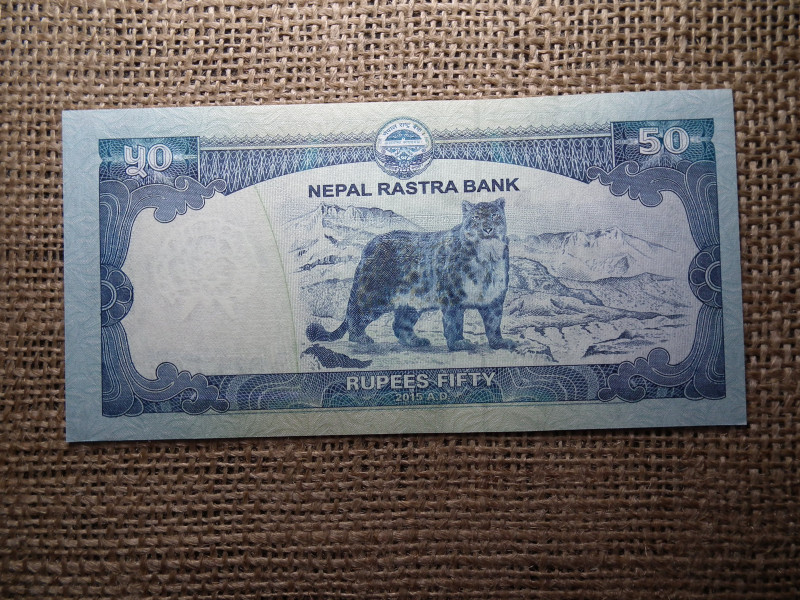 ५०
50
NEPAL RASTRA BANK
RUPEES FIFTY
2015 A.D.